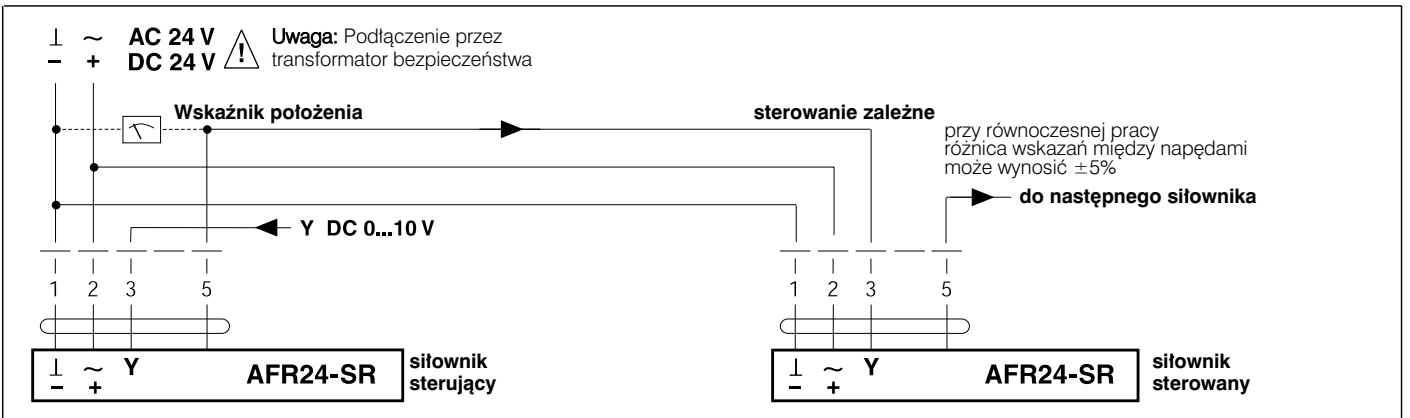 ⊥ ~ AC 24 V
− + DC 24 V
Uwaga: Podłączenie przez
transformator bezpieczeństwa
Wskaźnik położenia
sterowanie zależne
przy równoczesnej pracy
różnica wskazań między napędami
może wynosić ±5%
do następnego siłownika
Y DC 0...10 V
1 2 3 5
1 2 3 5
⊥ ~ Y
− +
AFR24-SR
siłownik
sterujący
⊥ ~ Y
− +
AFR24-SR
siłownik
sterowany